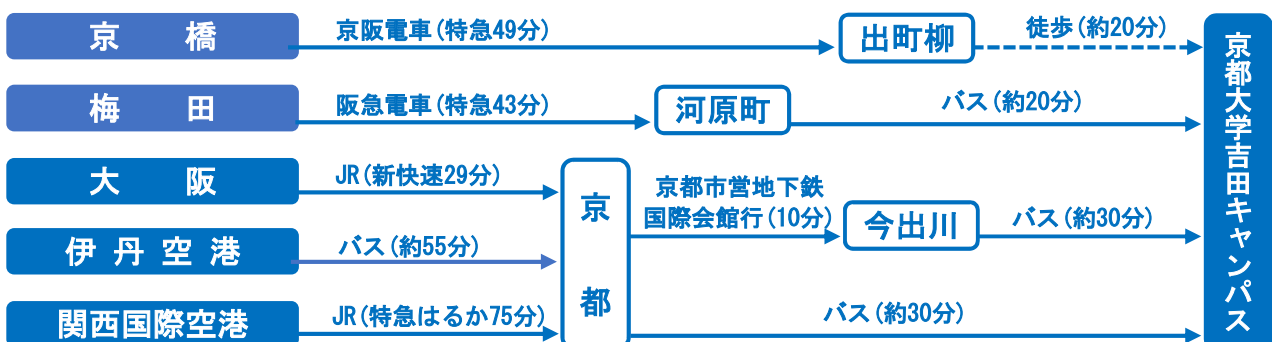 京橋
京阪電車(特急49分)
出町柳
徒歩(約20分)
梅田
阪急電車(特急43分)
河原町
バス(約20分)
大阪
JR(新快速29分)
伊丹空港
バス(約55分)
関西国際空港
JR(特急はるか75分)
京都
京都市営地下鉄
国際会館行(10分)
今出川
バス(約30分)
バス(約30分)
京都大学吉田キャンパス